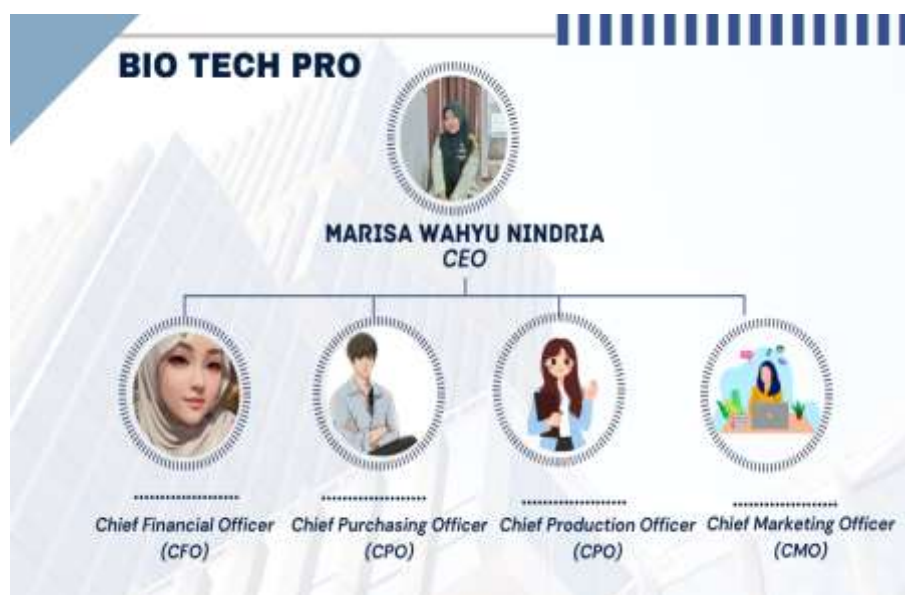 BIO TECH PRO
MARISA WAHYU NINDRIA
CEO
.....................
Chief Financial Officer
(CFO)
.....................
Chief Purchasing Officer
(CPO)
.....................
Chief Production Officer
(CPO)
.....................
Chief Marketing Officer
(CMO)